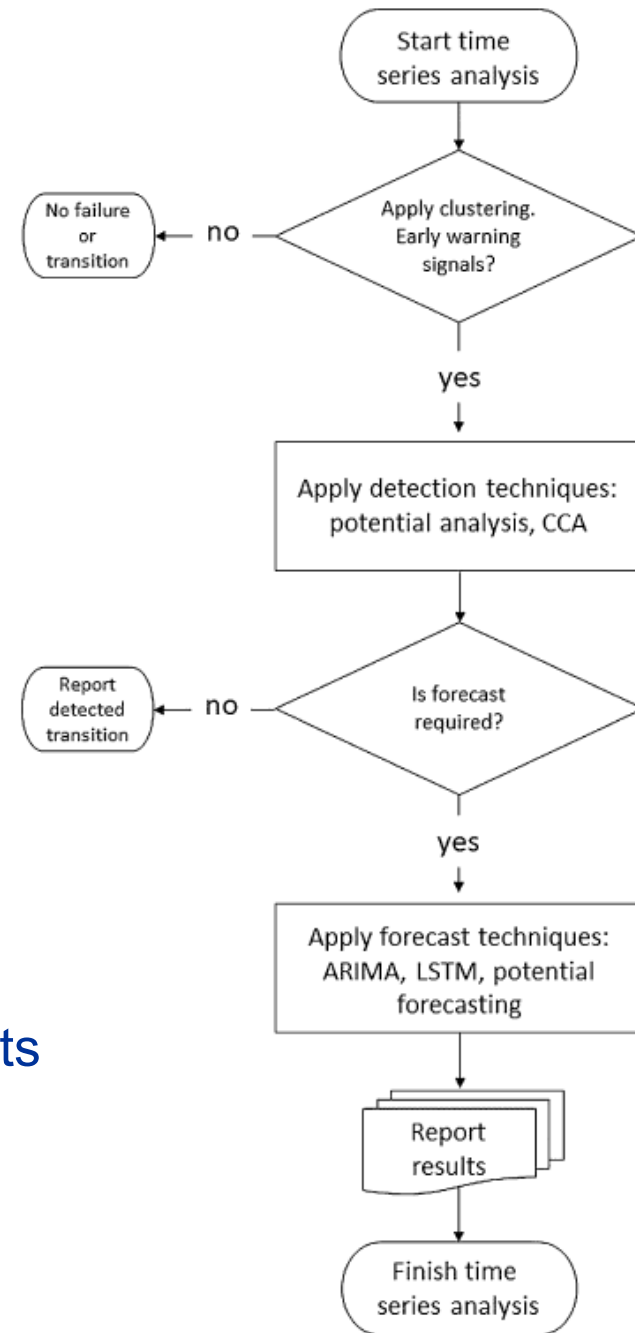 Start time
series analysis
Apply clustering.
Early warning
signals?
no
No failure
or
transition
yes
Apply detection techniques:
potential analysis, CCA
Is forecast
required?
no
Report
detected
transition
yes
Apply forecast techniques:
ARIMA, LSTM, potential
forecasting
ts
Report
results
Finish time
series analysis